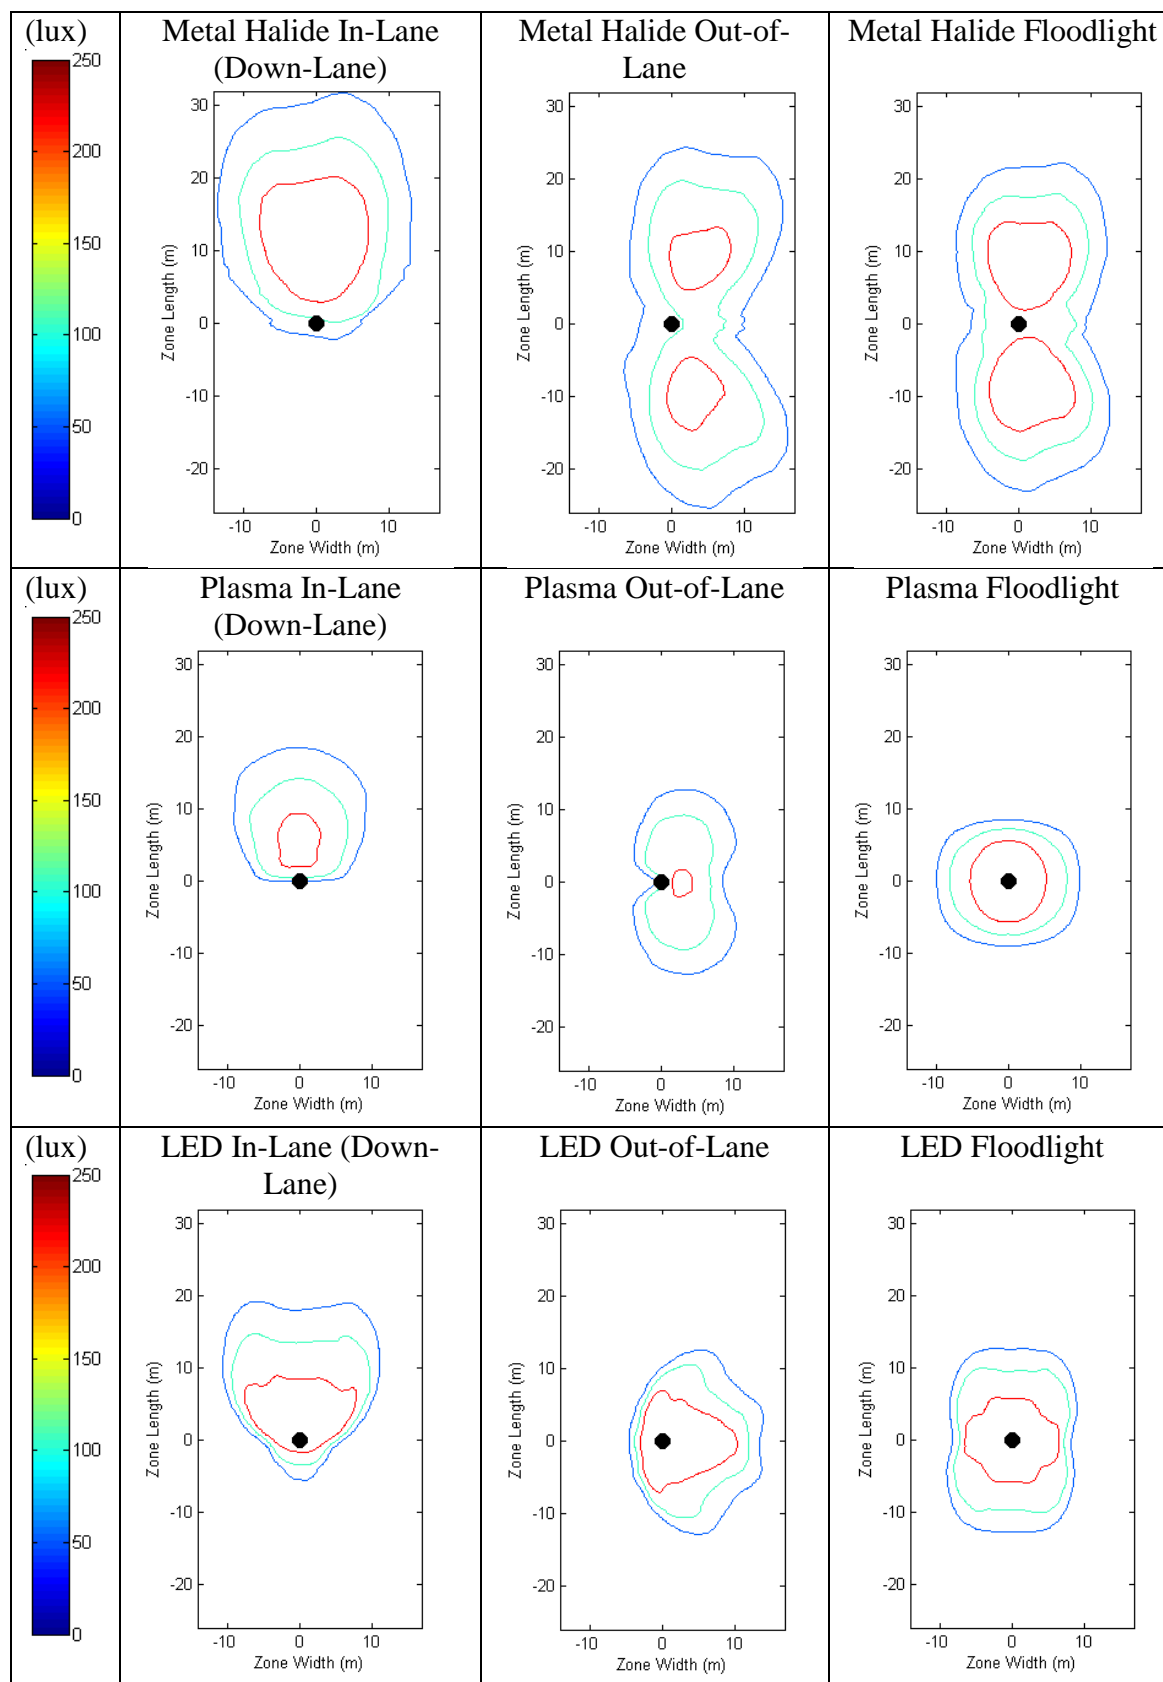 (lux)
250
200
150
100
50
0
Metal Halide In-Lane
(Down-Lane)
30
20
10
0
-10
-20
Zone Length (m)
-10 0 10
Zone Width (m)
Metal Halide Out-of-
Lane
30
20
10
0
-10
-20
Zone Length (m)
-10 0 10
Zone Width (m)
Metal Halide Floodlight
30
20
10
0
-10
-20
Zone Length (m)
-10 0 10
Zone Width (m)
(lux)
250
200
150
100
50
0
Plasma In-Lane
(Down-Lane)
30
20
10
0
-10
-20
Zone Length (m)
-10 0 10
Zone Width (m)
Plasma Out-of-Lane
30
20
10
0
-10
-20
Zone Length (m)
-10 0 10
Zone Width (m)
Plasma Floodlight
30
20
10
0
-10
-20
Zone Length (m)
-10 0 10
Zone Width (m)
(lux)
250
200
150
100
50
0
LED In-Lane (Down-
Lane)
30
20
10
0
-10
-20
Zone Length (m)
-10 0 10
Zone Width (m)
LED Out-of-Lane
30
20
10
0
-10
-20
Zone Length (m)
-10 0 10
Zone Width (m)
LED Floodlight
30
20
10
0
-10
-20
Zone Length (m)
-10 0 10
Zone Width (m)